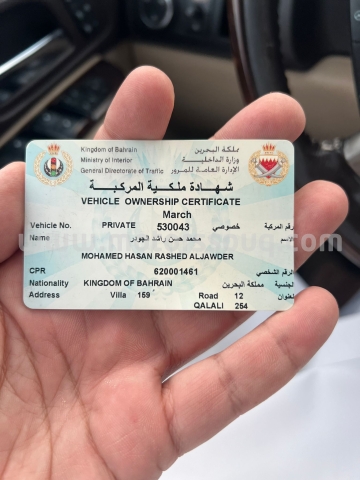 Kingdom of Bahrain مملكة البحرين
Ministry of Interior وزارة الداخلية
General Directorate of Traffic الإدارة العامة للمرور
شهادة ملكية المركبة
VEHICLE OWNERSHIP CERTIFICATE
March
Vehicle No. PRIVATE 530043 خصوصي رقم المركبة
Name محمد حسن راشد الجودر الاسم
MOHAMED HASAN RASHED ALJAWDER
CPR 620001461 الرقم الشخصي
Nationality KINGDOM OF BAHRAIN مملكة البحرين الجنسية
Address Villa 159 Road 12 العنوان
QALALI 254